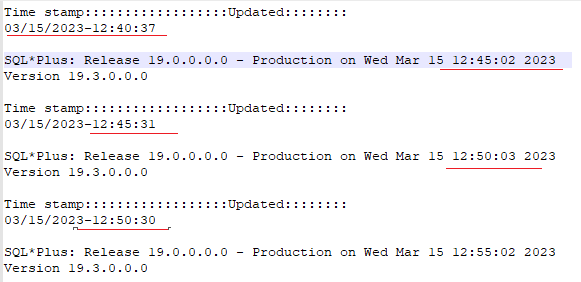 Time stamp::::::::::::::::::Updated::::::::
03/15/2023-12:40:37
SQL*Plus: Release 19.0.0.0.0 - Production on Wed Mar 15 12:45:02 2023
Version 19.3.0.0.0
Time stamp::::::::::::::::::Updated::::::::
03/15/2023-12:45:31
SQL*Plus: Release 19.0.0.0.0 - Production on Wed Mar 15 12:50:03 2023
Version 19.3.0.0.0
Time stamp::::::::::::::::::Updated::::::::
03/15/2023-12:50:30
SQL*Plus: Release 19.0.0.0.0 - Production on Wed Mar 15 12:55:02 2023
Version 19.3.0.0.0